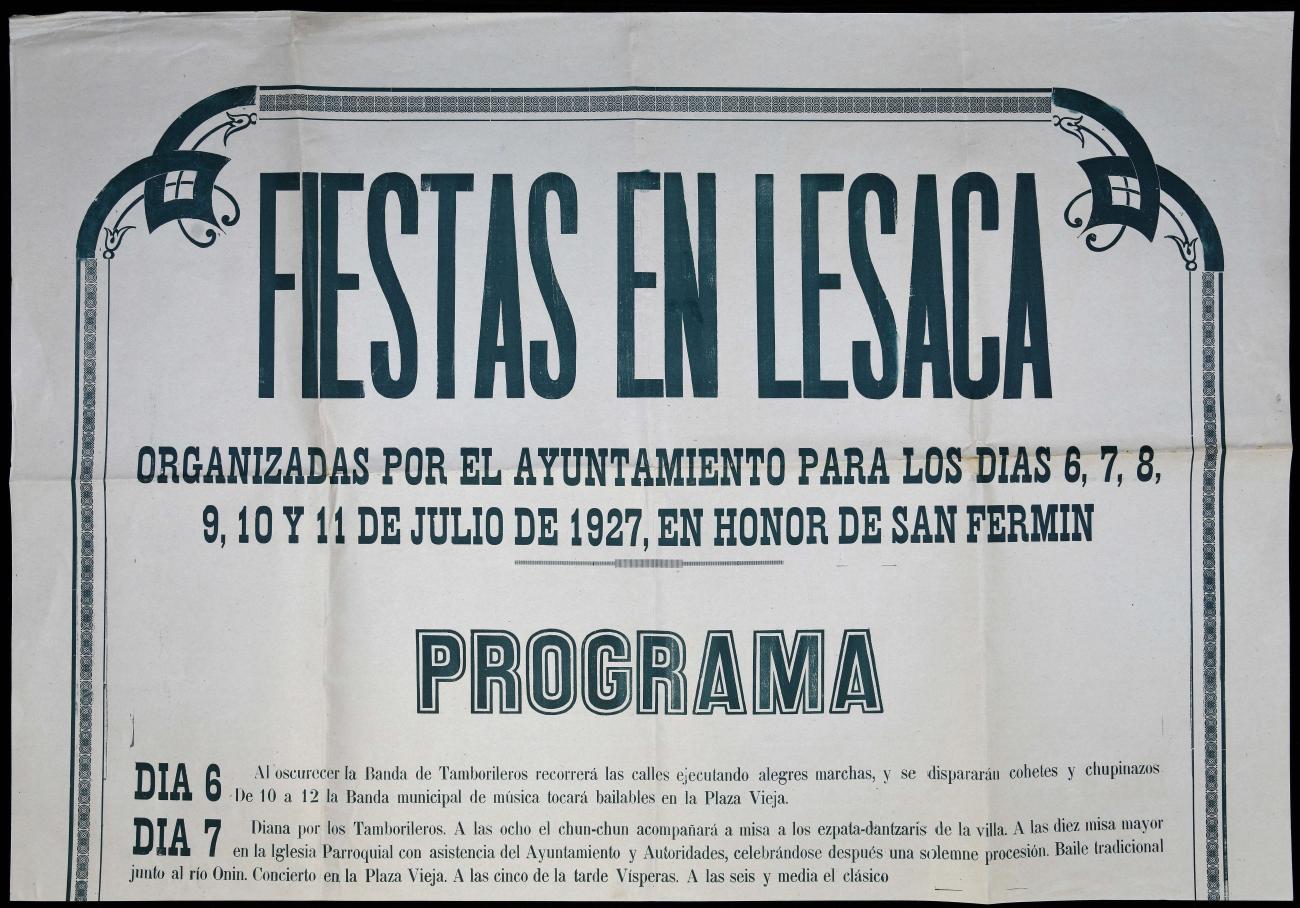 FIESTAS EN LESACA
ORGANIZADAS POR EL AYUNTAMIENTO PARA LOS DIAS 6, 7, 8,
9, 10 Y 11 DE JULIO DE 1927, EN HONOR DE SAN FERMIN
PROGRAMA
DIA 6 Al oscurecer la Banda de Tamborileros recorrerá las calles ejecutando alegres marchas, y se dispararán cohetes y chupinazos
De 10 a 12 la Banda municipal de música tocará bailables en la Plaza Vieja.
DIA 7 Diana por los Tamborileros. A las ocho el chun-chun acompañará a misa a los ezpata-dantzaris de la villa. A las diez misa mayor
en la Iglesia Parroquial con asistencia del Ayuntamiento y Autoridades, celebrándose después una solemne procesión. Baile tradicional
junto al río Onin. Concierto en la Plaza Vieja. A las cinco de la tarde Vísperas. A las seis y media el clásico